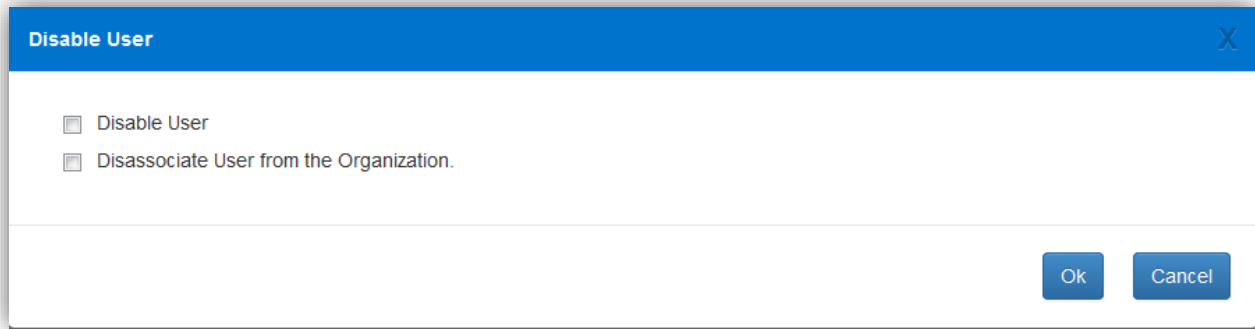 Disable User X
Disable User
Disassociate User from the Organization.
Ok Cancel